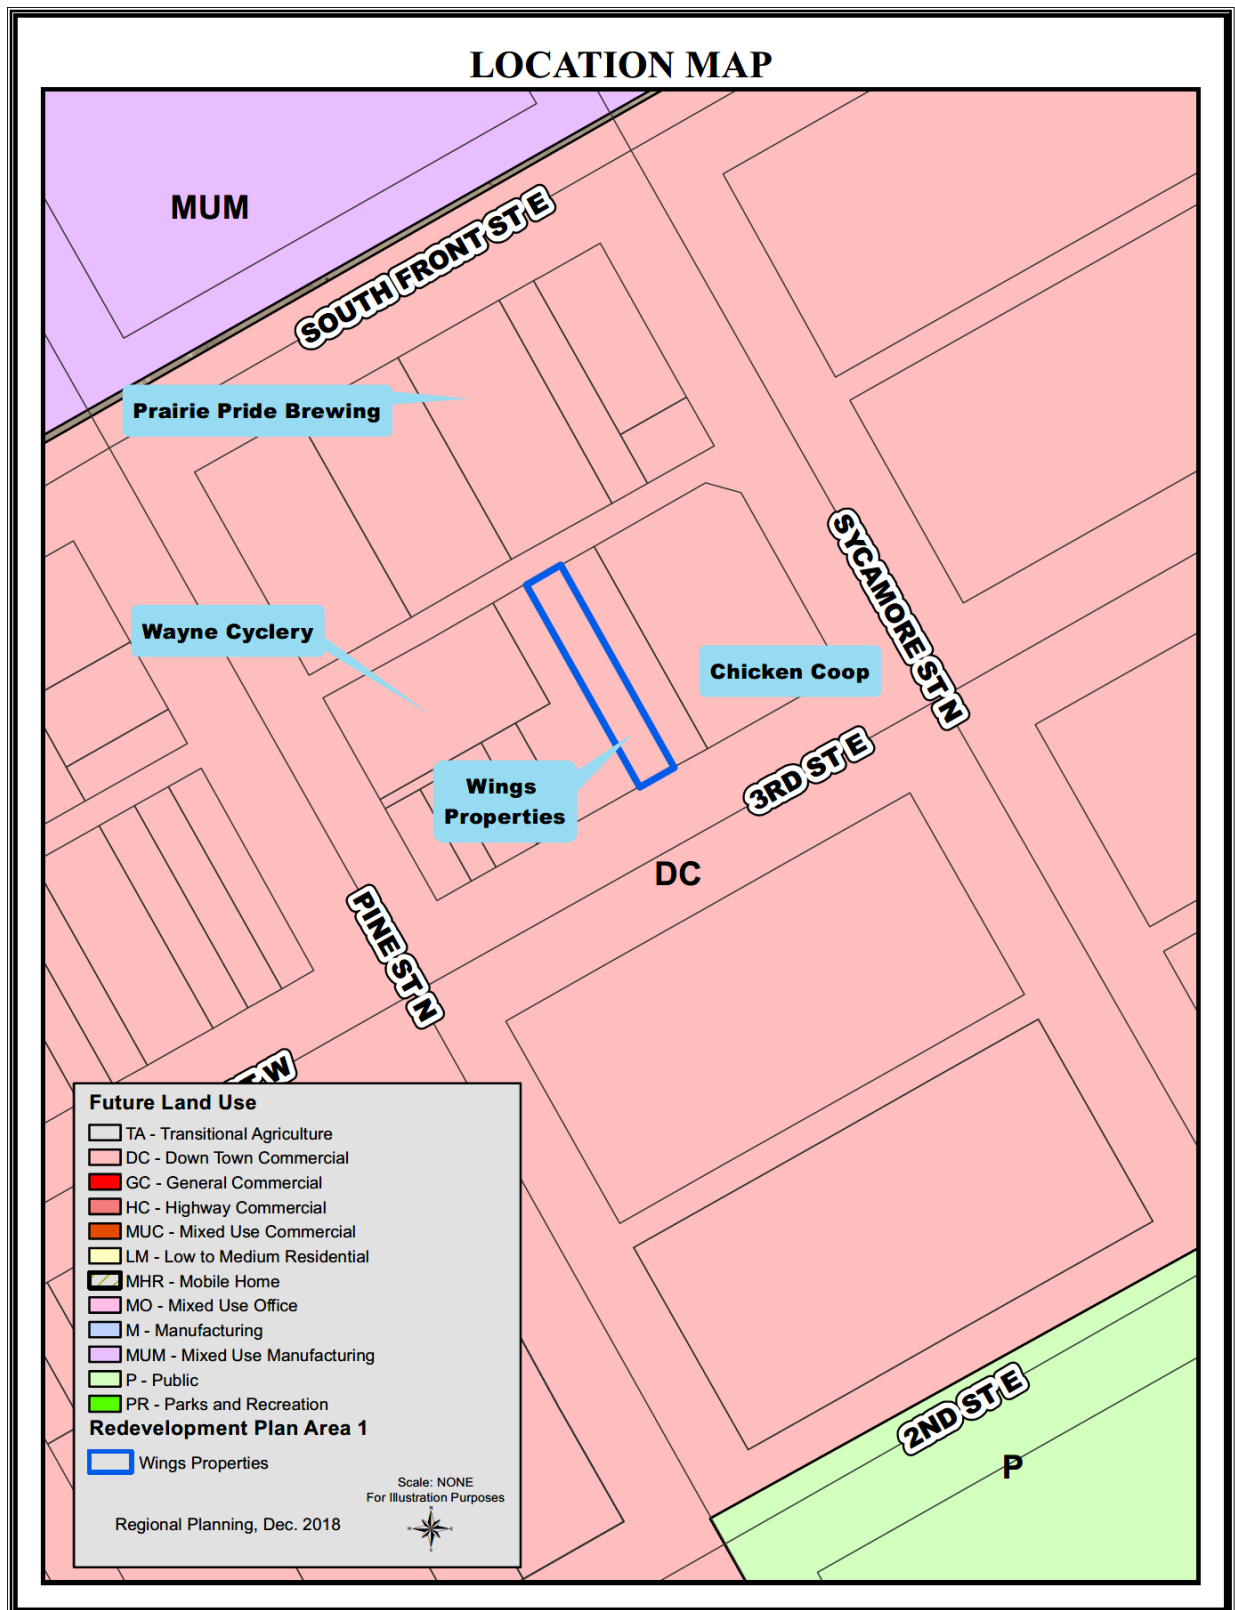 LOCATION MAP
MUM
SOUTH FRONT ST E
Prairie Pride Brewing
SYCAMORE ST N
Wayne Cyclery
Chicken Coop
3RD ST E
Wings
Properties
DC
PINE ST N
W
2ND ST E
P
Future Land Use
TA - Transitional Agriculture
DC - Down Town Commercial
GC - General Commercial
HC - Highway Commercial
MUC - Mixed Use Commercial
LM - Low to Medium Residential
MHR - Mobile Home
MO - Mixed Use Office
M - Manufacturing
MUM - Mixed Use Manufacturing
P - Public
PR - Parks and Recreation
Redevelopment Plan Area 1
Wings Properties
Scale: NONE
For Illustration Purposes
Regional Planning, Dec. 2018
N
W E
S